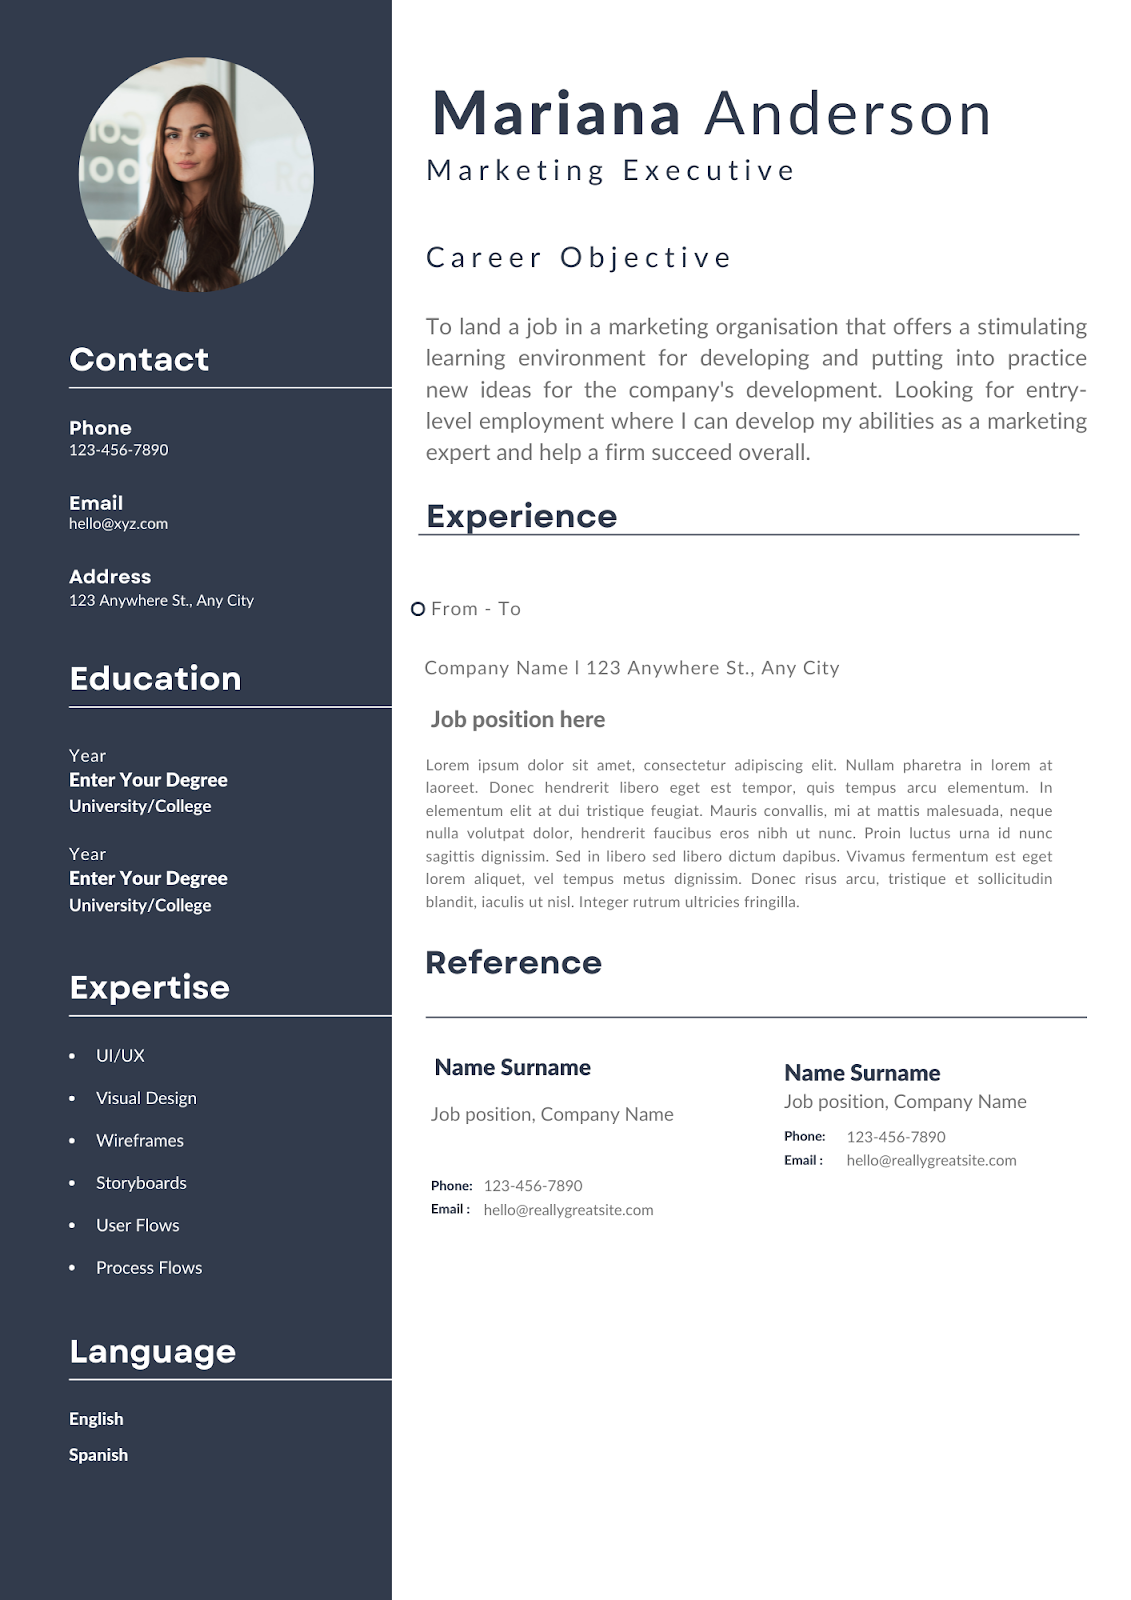 Mariana Anderson
Marketing Executive
Contact
Phone
123-456-7890
Email
hello@xyz.com
Address
123 Anywhere St., Any City
Education
Year
Enter Your Degree
University/College
Year
Enter Your Degree
University/College
Expertise
• UI/UX
• Visual Design
• Wireframes
• Storyboards
• User Flows
• Process Flows
Language
English
Spanish
Career Objective
To land a job in a marketing organisation that offers a stimulating
learning environment for developing and putting into practice
new ideas for the company's development. Looking for entry-
level employment where I can develop my abilities as a marketing
expert and help a firm succeed overall.
Experience
From - To
Company Name l 123 Anywhere St., Any City
Job position here
Lorem ipsum dolor sit amet, consectetur adipiscing elit. Nullam pharetra in lorem at
laoreet. Donec hendrerit libero eget est tempor, quis tempus arcu elementum. In
elementum elit at dui tristique feugiat. Mauris convallis, mi at mattis malesuada, neque
nulla volutpat dolor, hendrerit faucibus eros nibh ut nunc. Proin luctus urna id nunc
sagittis dignissim. Sed in libero sed libero dictum dapibus. Vivamus fermentum est eget
lorem aliquet, vel tempus metus dignissim. Donec risus arcu, tristique et sollicitudin
blandit, iaculis ut nisl. Integer rutrum ultricies fringilla.
Reference
Name Surname
Job position, Company Name
Phone: 123-456-7890
Email : hello@reallygreatsite.com
Name Surname
Job position, Company Name
Phone: 123-456-7890
Email : hello@reallygreatsite.com